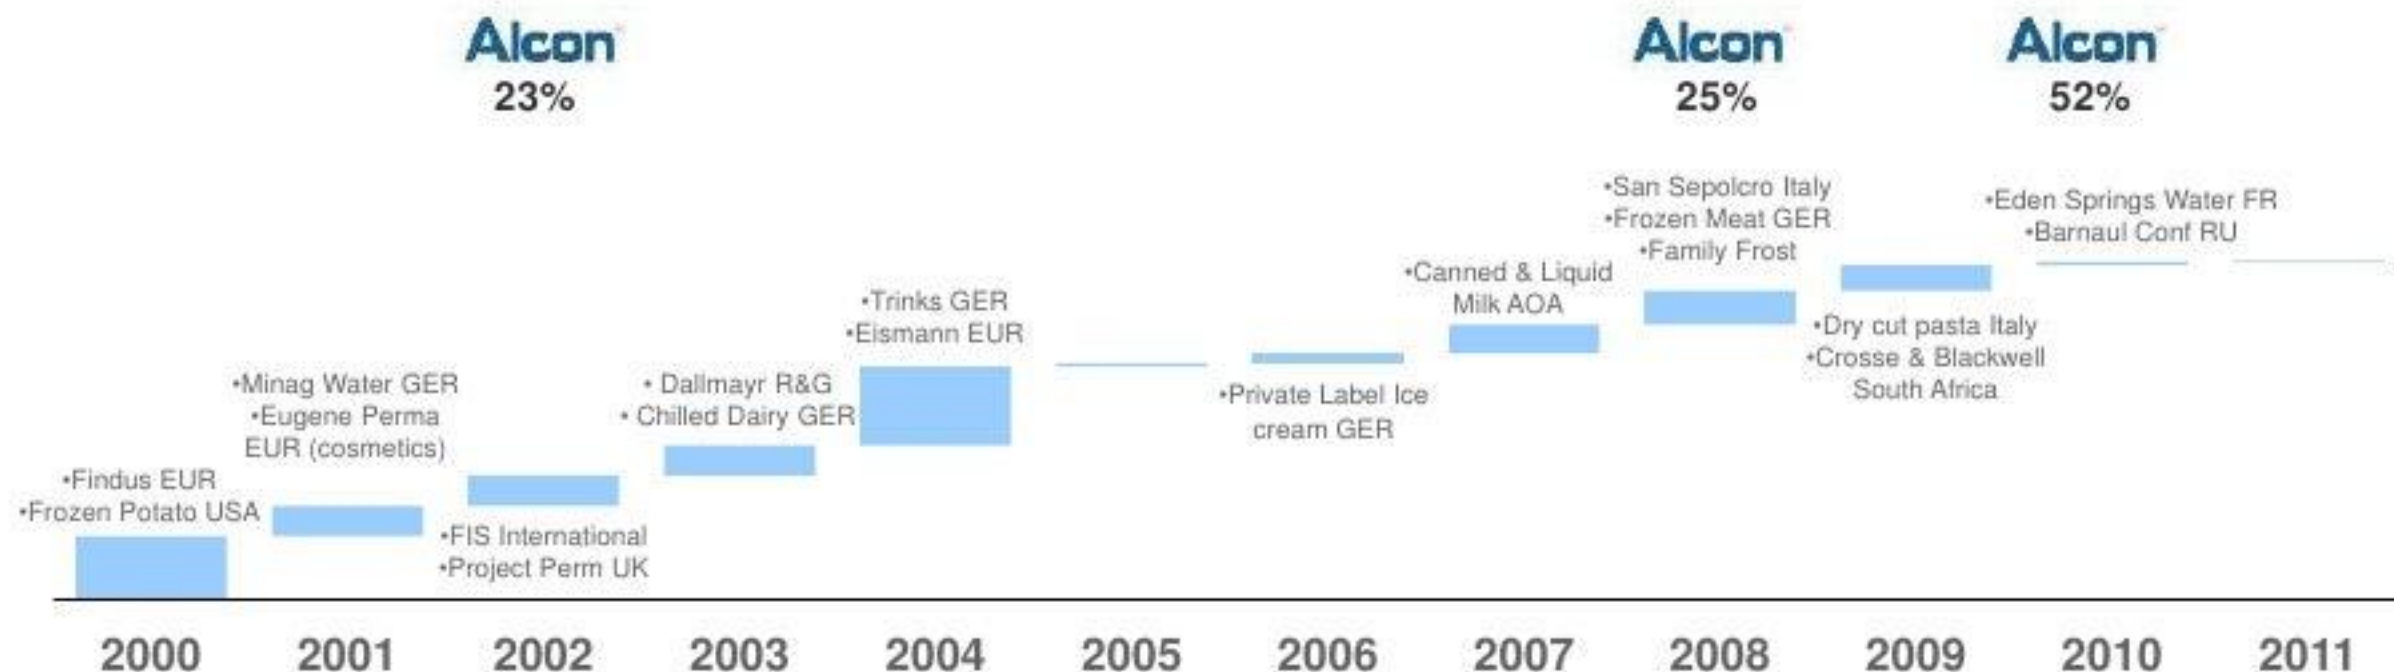 Alcon
23%
Alcon
25%
Alcon
52%
•Findus EUR
•Frozen Potato USA
•Minag Water GER
•Eugene Perma
EUR (cosmetics)
•FIS International
•Project Perm UK
• Dallmayr R&G
• Chilled Dairy GER
•Trinks GER
•Eismann EUR
•Private Label Ice
cream GER
•Canned & Liquid
Milk AOA
•San Sepolcro Italy
•Frozen Meat GER
•Family Frost
•Dry cut pasta Italy
•Crosse & Blackwell
South Africa
•Eden Springs Water FR
•Barnaul Conf RU
2000 2001 2002 2003 2004 2005 2006 2007 2008 2009 2010 2011